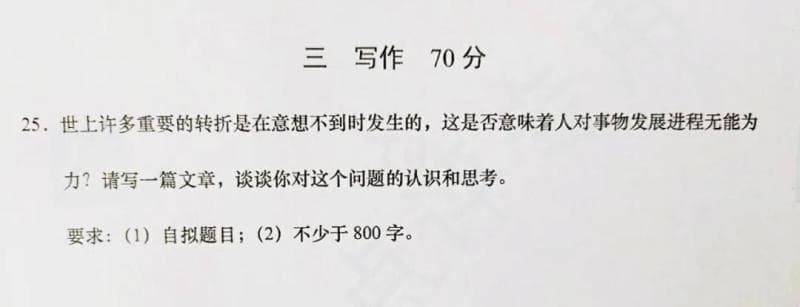 三 写作 70 分
25. 世上许多重要的转折是在意想不到时发生的，这是否意味着人对事物发展进程无能为
力？请写一篇文章，谈谈你对这个问题的认识和思考。
要求：(1) 自拟题目；(2) 不少于 800 字。